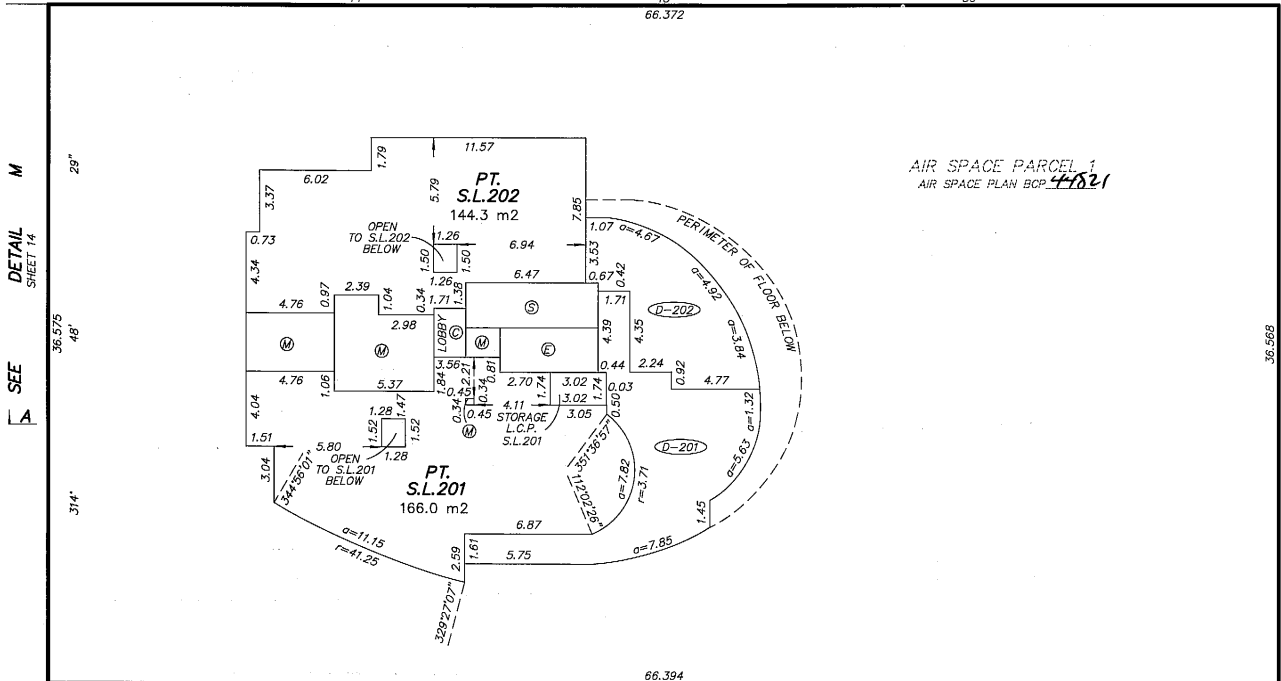 66.372
DETAIL M
SHEET 14
SEE
A
29"
36.575
48'
314'
36.568
66.394
AIR SPACE PARCEL 1
AIR SPACE PLAN BCP 44821
11.57
1.79
6.02
3.37
5.79
PT.
S.L.202
144.3 m2
7.85
OPEN
TO S.L.202
BELOW
1.26
6.94
1.50
1.50
1.26
0.73
4.34
1.07
a=4.67
3.53
PERIMETER OF FLOOR BELOW
a=4.92
6.47
0.67
0.42
2.39
0.97
1.04
0.34
1.71
1.38
4.76
2.98
S
1.71
D-202
LOBBY
C
M
M
M
E
4.39
4.35
a=3.84
3.56
2.21
0.81
0.44
2.24
0.92
4.77
4.76
1.06
5.37
1.84
0.45
0.34
2.70
1.74
3.02
1.74
0.03
3.02
4.04
1.28
1.47
0.34
0.45
4.11
3.05
0.50
a=1.32
M
STORAGE
L.C.P.
S.L.201
1.52
1.52
1.28
1.51
5.80
OPEN
TO S.L.201
BELOW
D-201
351°36'57"
a=5.63
3.04
344°56'01"
PT.
S.L.201
166.0 m2
a=7.82
r=3.71
112°02'26"
1.45
6.87
a=11.15
r=41.25
2.59
1.61
5.75
a=7.85
329°27'07"